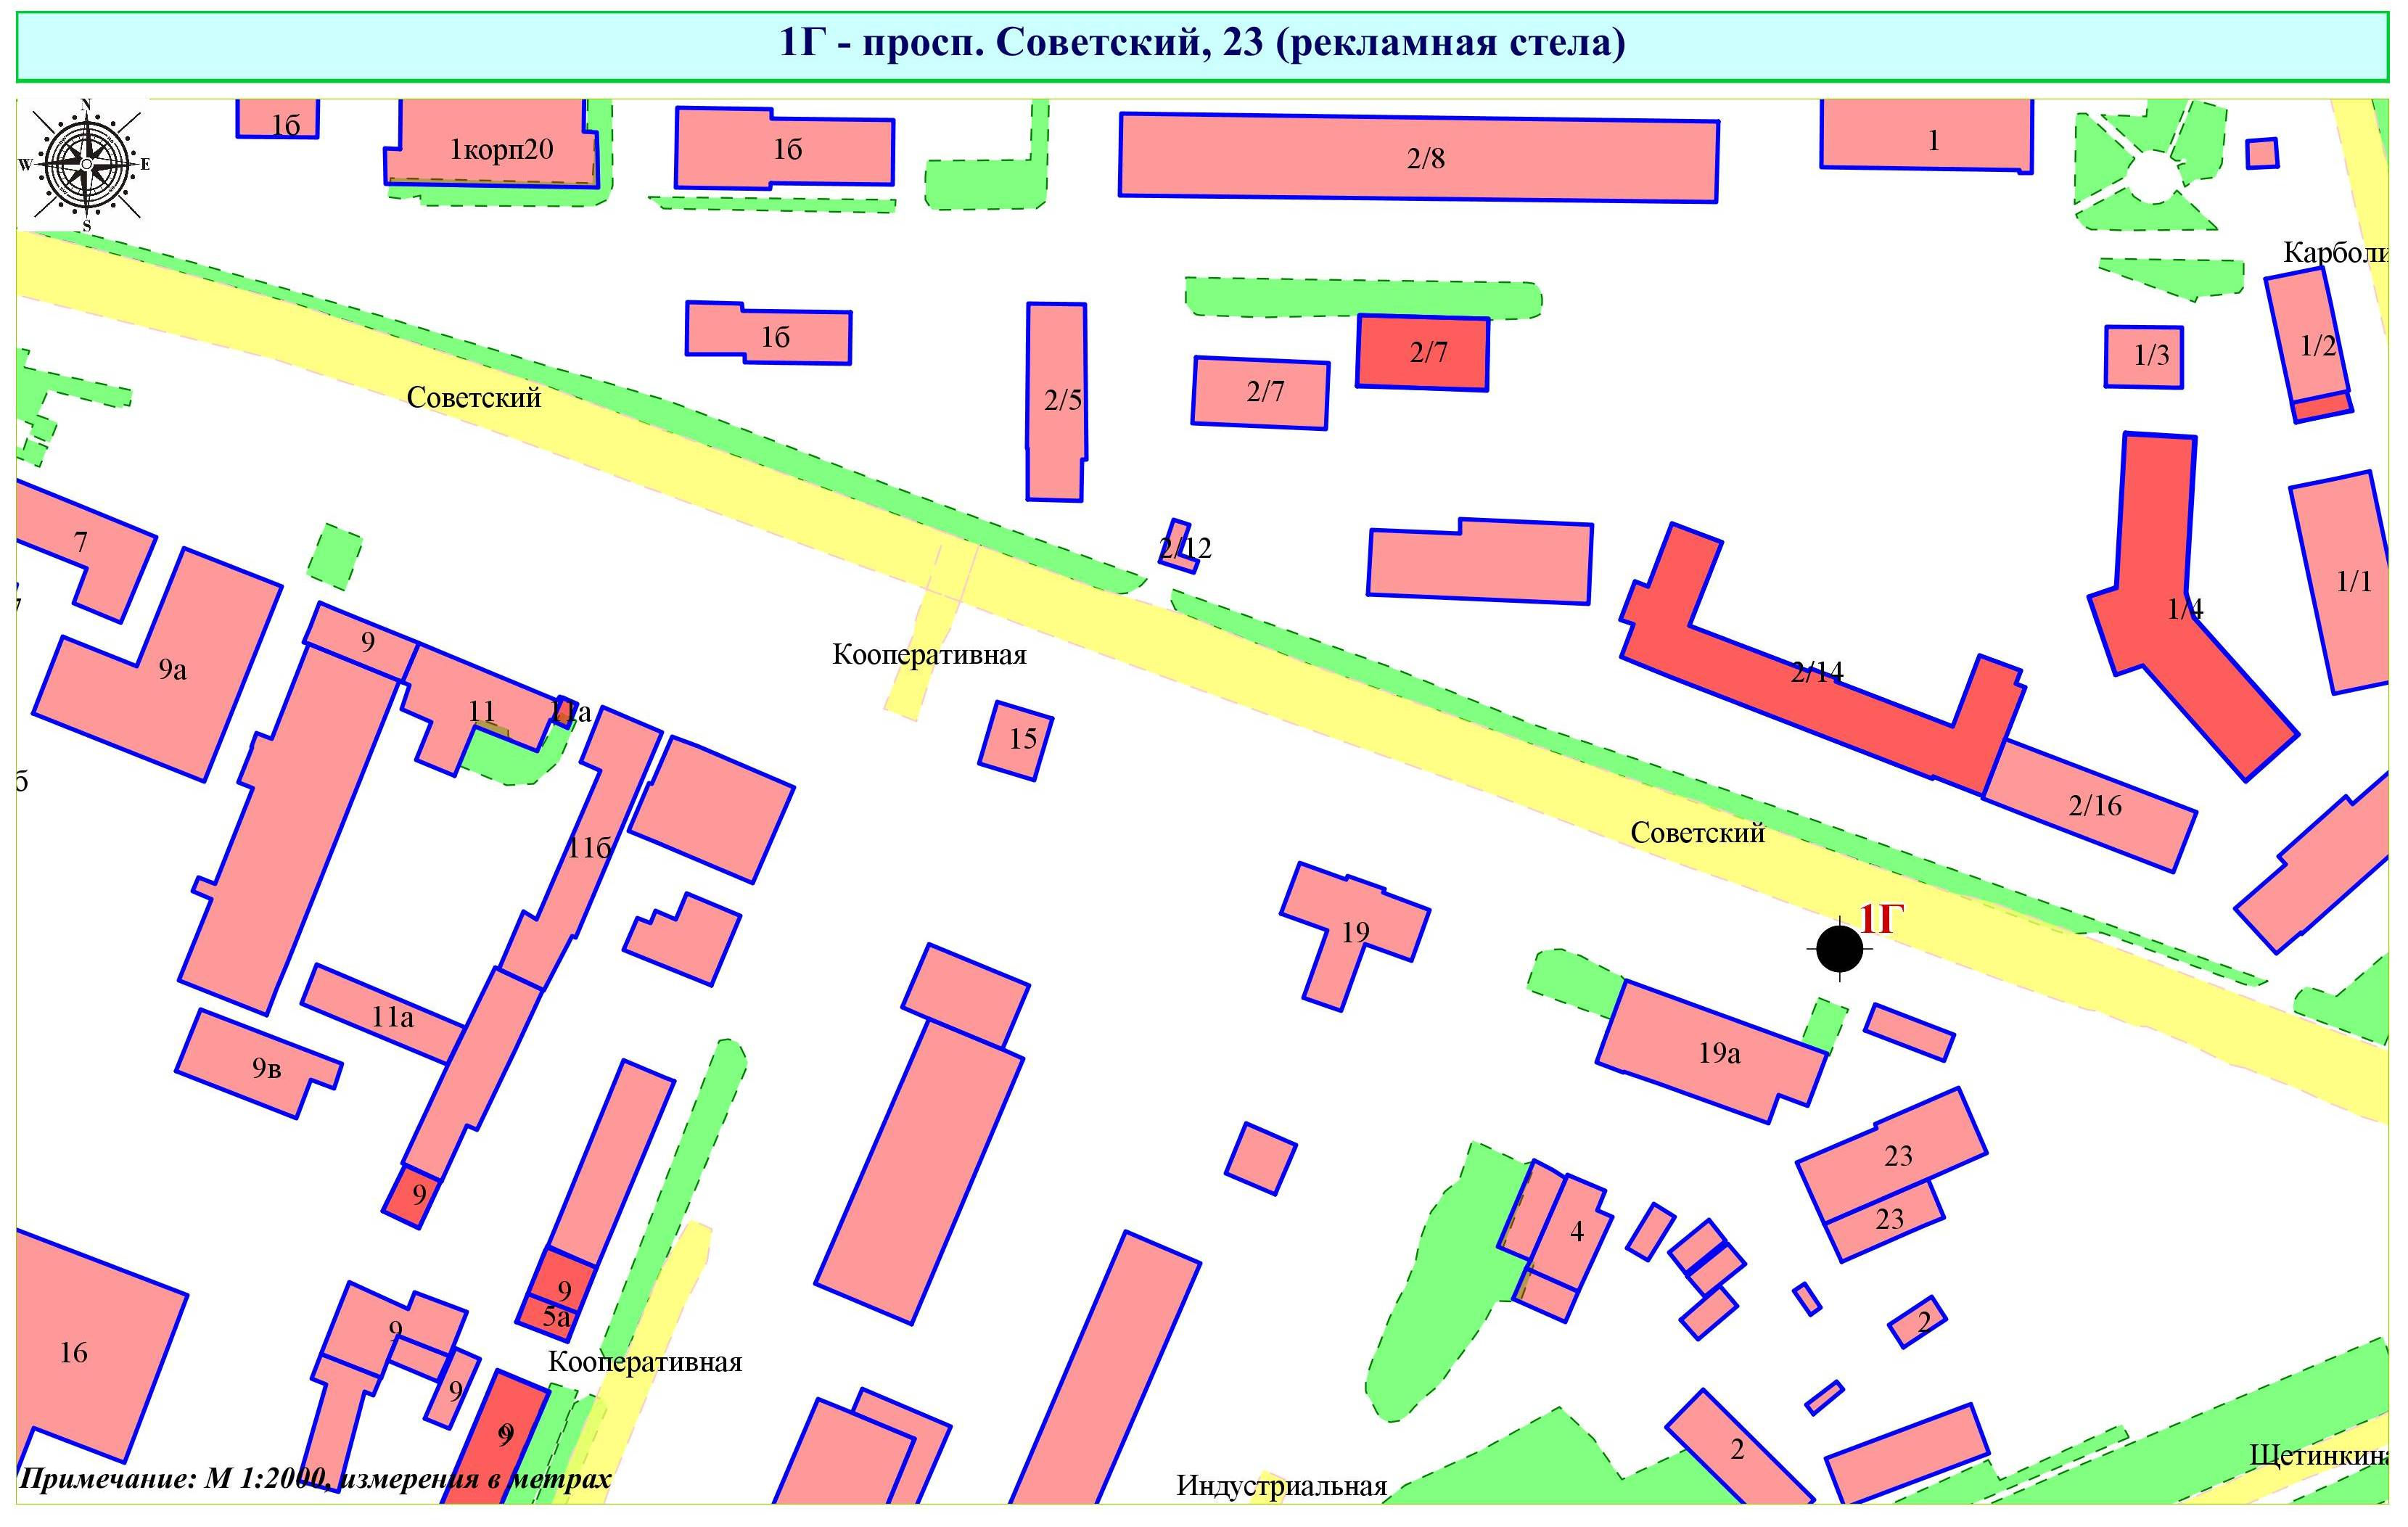 1Г - просп. Советский, 23 (рекламная стела)
N
W E
S
1б
1корп20
1б
2/8
1
Карболи
1б
2/5
2/7
2/7
1/3
1/2
Советский
7
2/12
1/1
1/4
9а
9
Кооперативная
2/14
11
11а
15
б
11б
2/16
Советский
1Г
19
11а
9в
19а
23
9
4
23
9
5а
9
2
16
Кооперативная
9
9
2
Щетинкина
Примечание: М 1:2000, измерения в метрах
Индустриальная